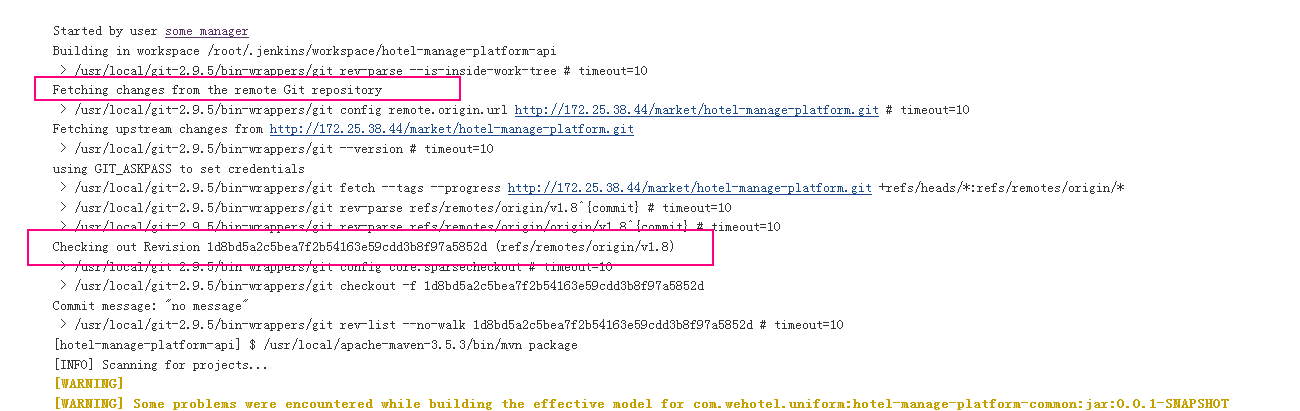 Started by user some manager
Building in workspace /root/.jenkins/workspace/hotel-manage-platform-api
> /usr/local/git-2.9.5/bin-wrappers/git rev-parse --is-inside-work-tree # timeout=10
Fetching changes from the remote Git repository
> /usr/local/git-2.9.5/bin-wrappers/git config remote.origin.url http://172.25.38.44/market/hotel-manage-platform.git # timeout=10
Fetching upstream changes from http://172.25.38.44/market/hotel-manage-platform.git
> /usr/local/git-2.9.5/bin-wrappers/git --version # timeout=10
using GIT_ASKPASS to set credentials
> /usr/local/git-2.9.5/bin-wrappers/git fetch --tags --progress http://172.25.38.44/market/hotel-manage-platform.git +refs/heads/*:refs/remotes/origin/*
> /usr/local/git-2.9.5/bin-wrappers/git rev-parse refs/remotes/origin/v1.8^{commit} # timeout=10
> /usr/local/git-2.9.5/bin-wrappers/git rev-parse refs/remotes/origin/origin/v1.8^{commit} # timeout=10
Checking out Revision 1d8bd5a2c5bea7f2b54163e59cdd3b8f97a5852d (refs/remotes/origin/v1.8)
> /usr/local/git-2.9.5/bin-wrappers/git config core.sparsecheckout # timeout=10
> /usr/local/git-2.9.5/bin-wrappers/git checkout -f 1d8bd5a2c5bea7f2b54163e59cdd3b8f97a5852d
Commit message: "no message"
> /usr/local/git-2.9.5/bin-wrappers/git rev-list --no-walk 1d8bd5a2c5bea7f2b54163e59cdd3b8f97a5852d # timeout=10
[hotel-manage-platform-api] $ /usr/local/apache-maven-3.5.3/bin/mvn package
[INFO] Scanning for projects...
[WARNING]
[WARNING] Some problems were encountered while building the effective model for com.wehotel.uniform:hotel-manage-platform-common:jar:0.0.1-SNAPSHOT